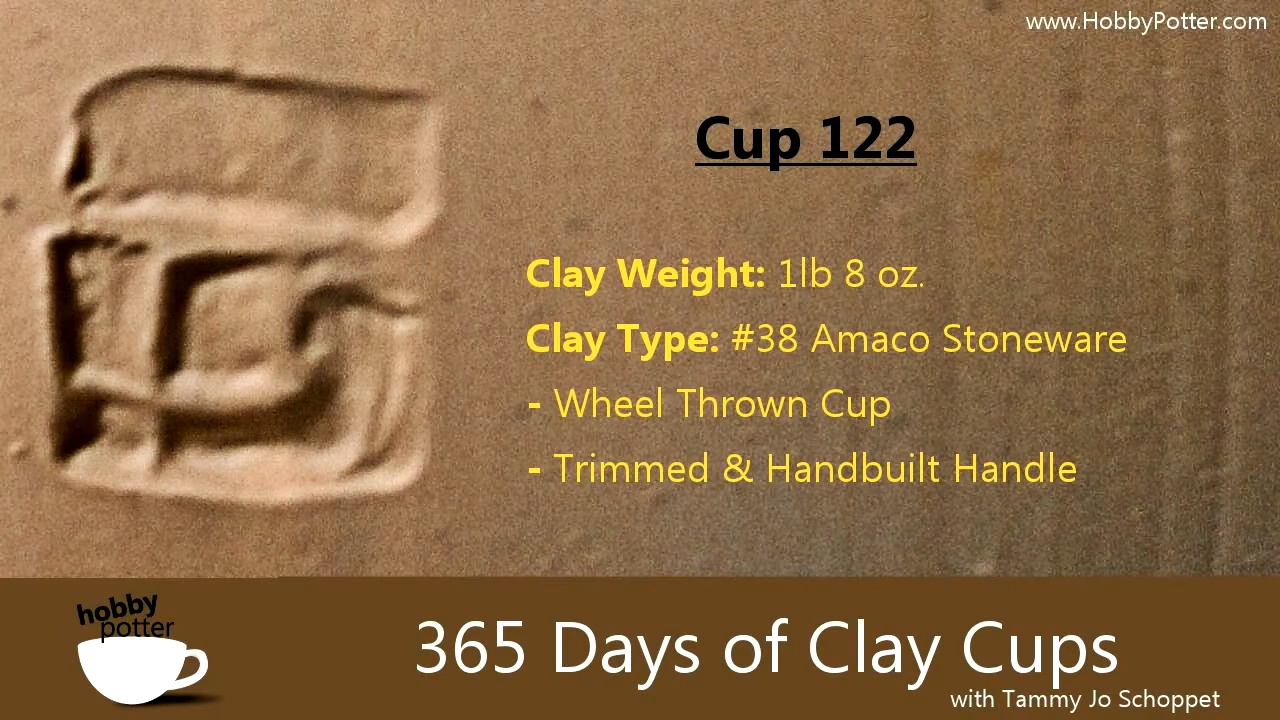 www.HobbyPotter.com
Cup 122
Clay Weight: 1lb 8 oz.
Clay Type: #38 Amaco Stoneware
- Wheel Thrown Cup
- Trimmed & Handbuilt Handle
hobby
potter
365 Days of Clay Cups
with Tammy Jo Schoppet